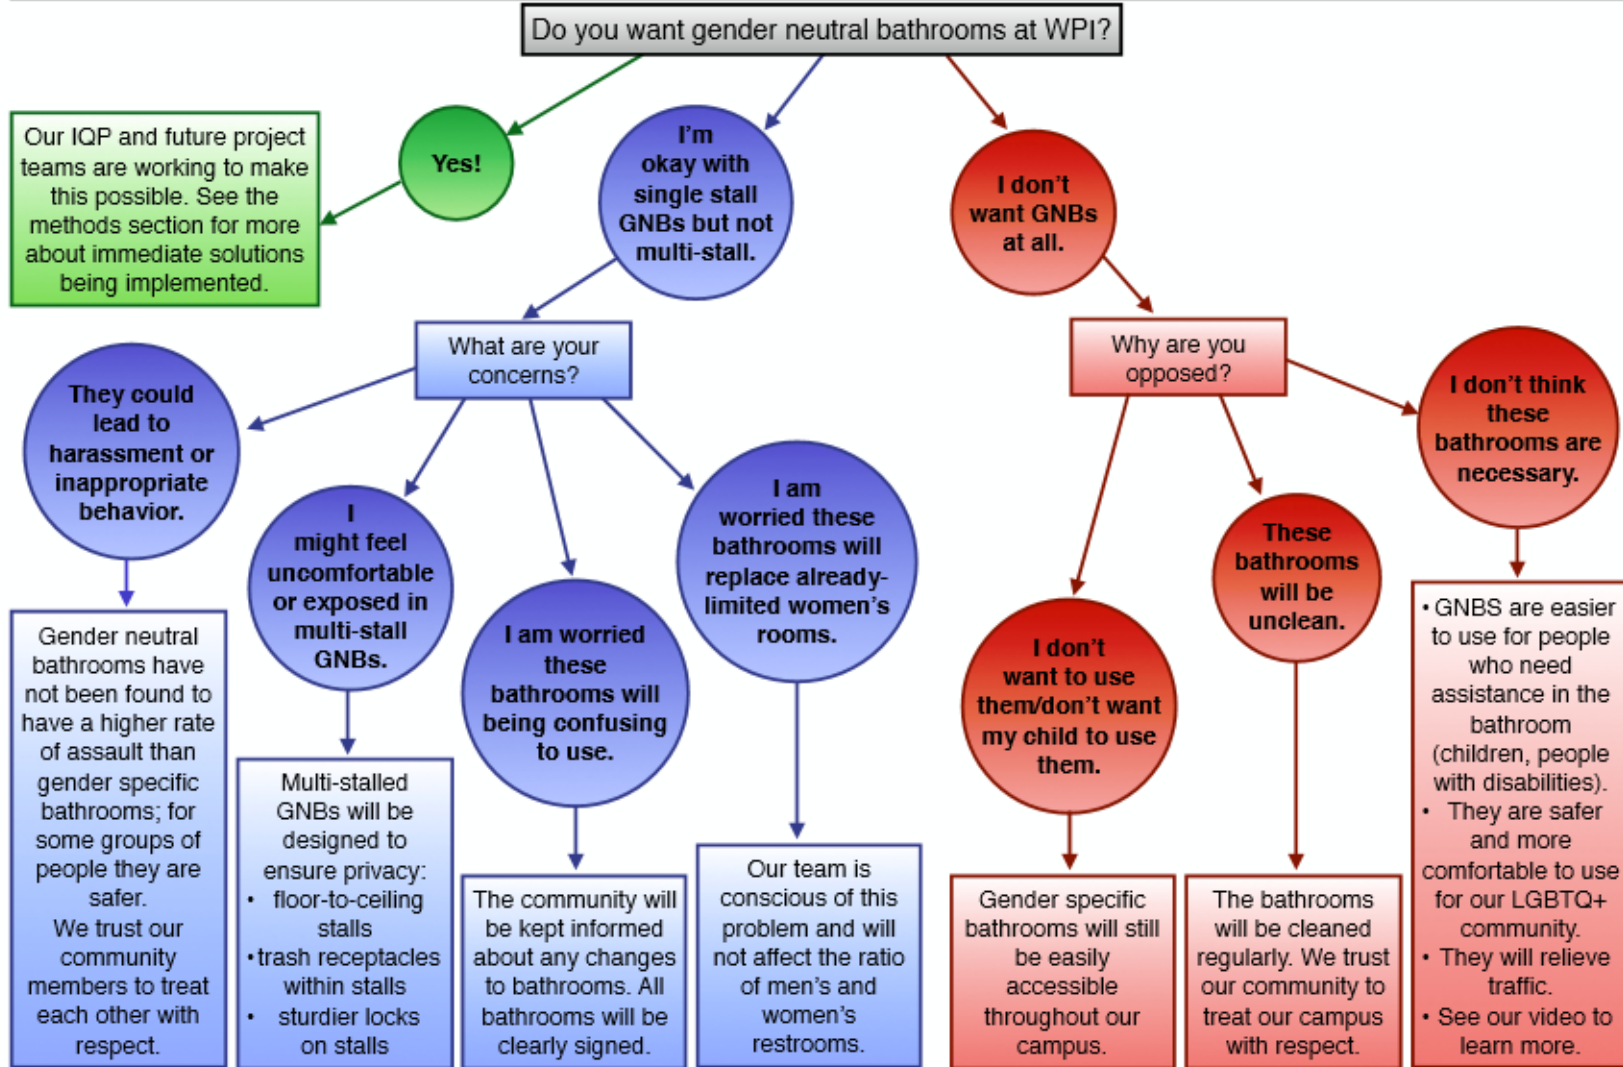 Do you want gender neutral bathrooms at WPI?
Our IQP and future project
teams are working to make
this possible. See the
methods section for more
about immediate solutions
being implemented.
Yes!
I'm
okay with
single stall
GNBs but not
multi-stall.
I don't
want GNBs
at all.
What are your
concerns?
Why are you
opposed?
They could
lead to
harassment or
inappropriate
behavior.
I
might feel
uncomfortable
or exposed in
multi-stall
GNBs.
I am worried
these
bathrooms will
being confusing
to use.
I am
worried these
bathrooms will
replace already-
limited women's
rooms.
I don't
want to use
them/don't want
my child to use
them.
These
bathrooms
will be
unclean.
I don't think
these
bathrooms are
necessary.
Gender neutral
bathrooms have
not been found to
have a higher rate
of assault than
gender specific
bathrooms; for
some groups of
people they are
safer.
We trust our
community
members to treat
each other with
respect.
Multi-stalled
GNBs will be
designed to
ensure privacy:
• floor-to-ceiling
stalls
• trash receptacles
within stalls
• sturdier locks
on stalls
The community will
be kept informed
about any changes
to bathrooms. All
bathrooms will be
clearly signed.
Our team is
conscious of this
problem and will
not affect the ratio
of men's and
women's
restrooms.
Gender specific
bathrooms will still
be easily
accessible
throughout our
campus.
The bathrooms
will be cleaned
regularly. We trust
our community to
treat our campus
with respect.
• GNBS are easier
to use for people
who need
assistance in the
bathroom
(children, people
with disabilities).
• They are safer
and more
comfortable to use
for our LGBTQ+
community.
• They will relieve
traffic.
• See our video to
learn more.